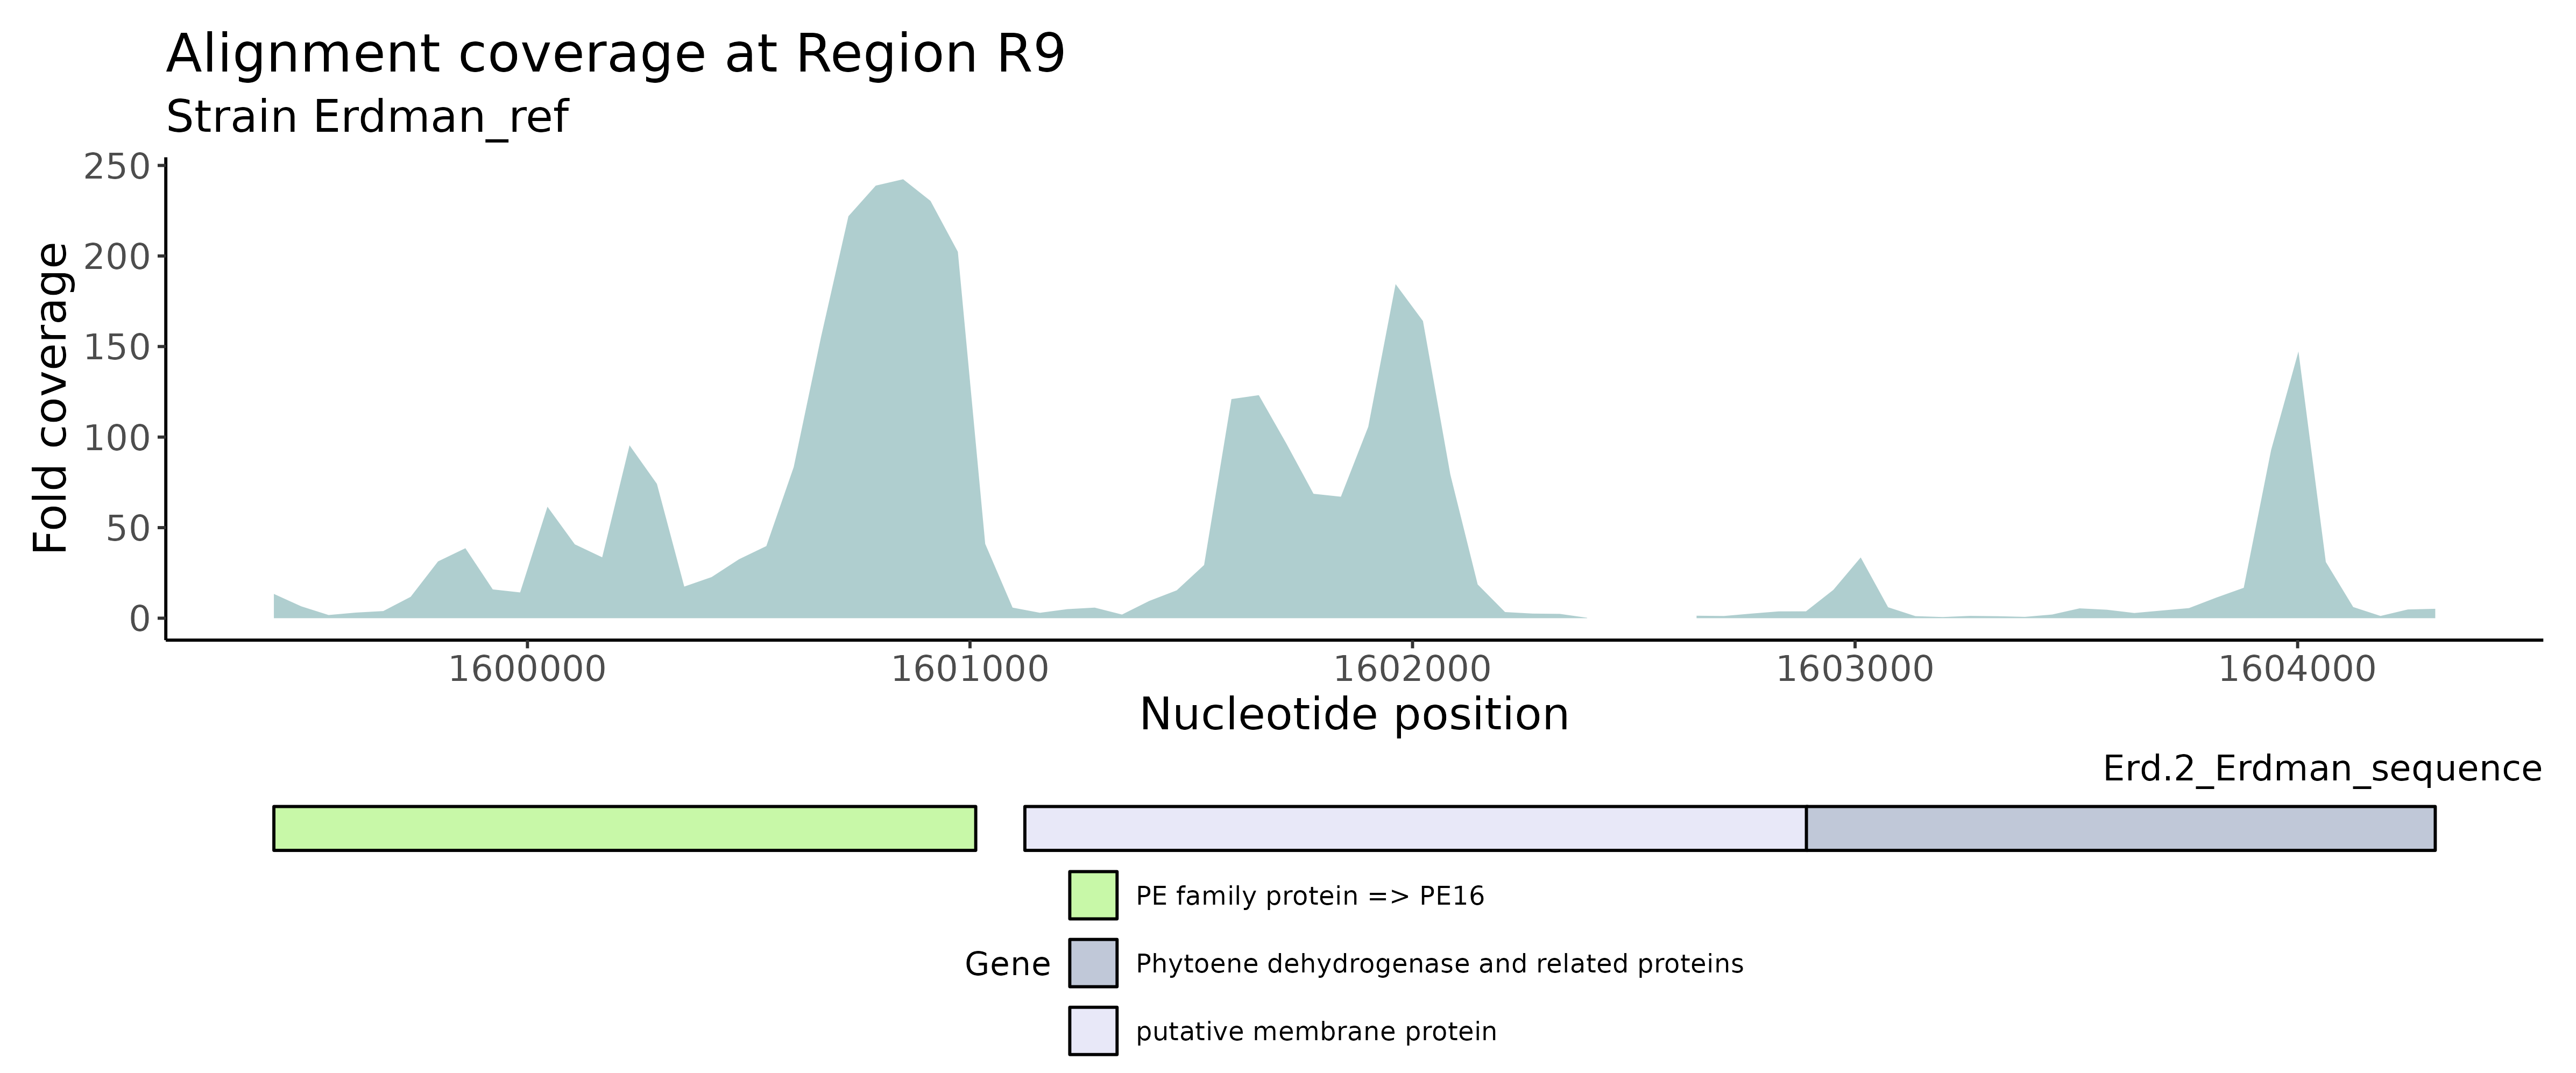 Alignment coverage at Region R9
Strain Erdman_ref
250
200
150
100
50
0
Fold coverage
1600000 1601000 1602000 1603000 1604000
Nucleotide position
Erd.2_Erdman_sequence
PE family protein => PE16
Gene
Phytoene dehydrogenase and related proteins
putative membrane protein